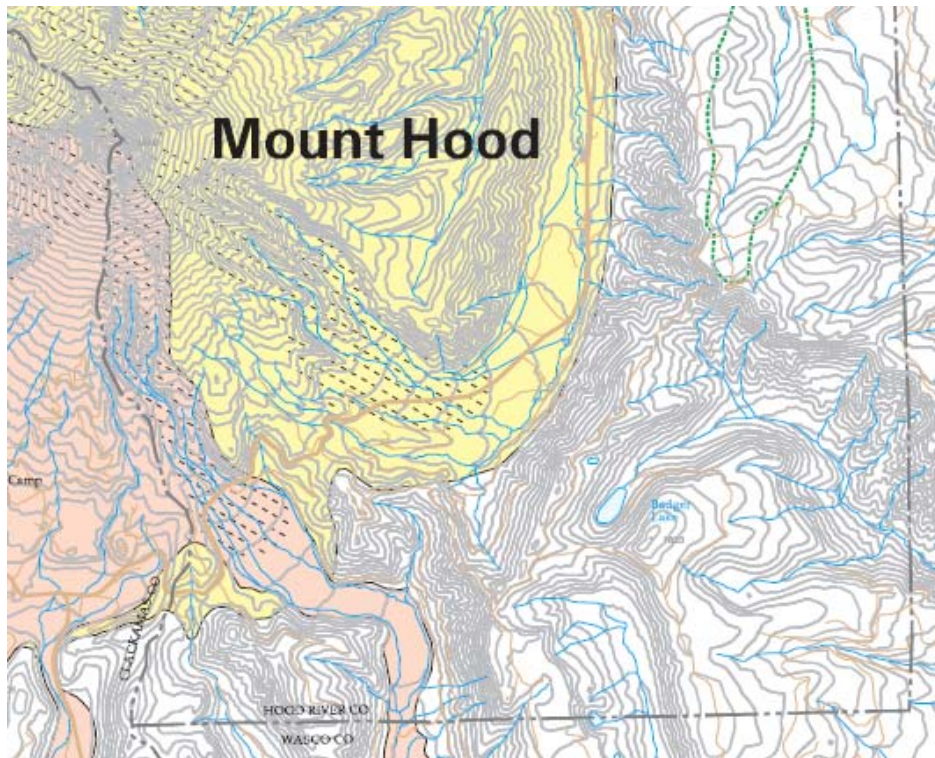 Mount Hood
Camp
Badger
Lake
CLACKAMAS CO
HOOD RIVER CO
WASCO CO